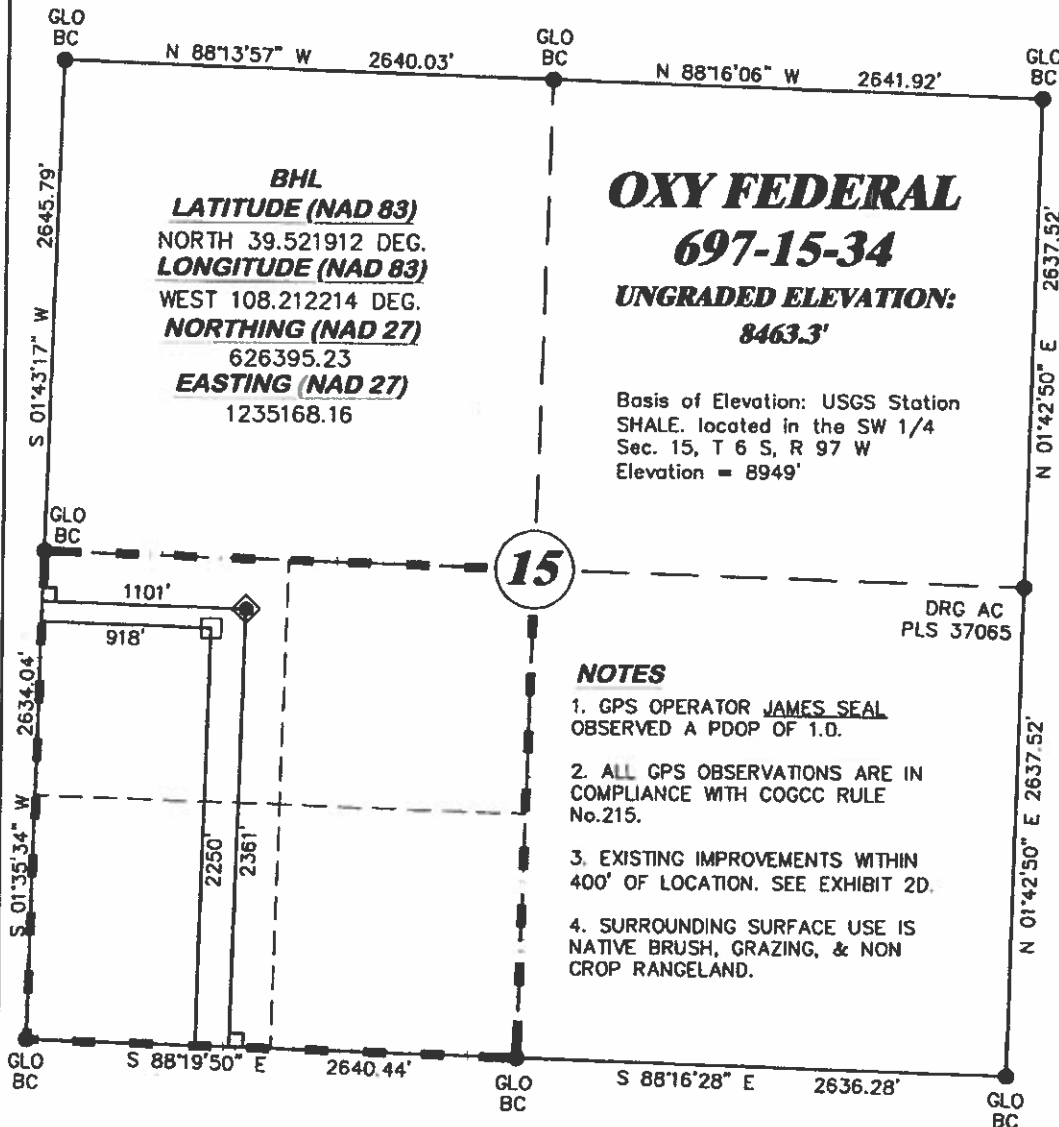 GLO
BC
N 88°13'57" W 2640.03'
GLO
BC
N 88°16'06" W 2641.92'
GLO
BC
S 01°43'17" W 2645.79'
BHL
LATITUDE (NAD 83)
NORTH 39.521912 DEG.
LONGITUDE (NAD 83)
WEST 108.212214 DEG.
NORTHING (NAD 27)
626395.23
EASTING (NAD 27)
1235168.16
OXY FEDERAL
697-15-34
UNGRADED ELEVATION:
8463.3'
Basis of Elevation: USGS Station
SHALE. located in the SW 1/4
Sec. 15, T 6 S, R 97 W
Elevation = 8949'
N 01°42'50" E 2637.52'
GLO
BC
15
1101'
918'
DRG AC
PLS 37065
S 01°35'34" W 2634.04'
2250'
2361'
NOTES
1. GPS OPERATOR JAMES SEAL
OBSERVED A PDOP OF 1.0.
2. ALL GPS OBSERVATIONS ARE IN
COMPLIANCE WITH COGCC RULE
No.215.
3. EXISTING IMPROVEMENTS WITHIN
400' OF LOCATION. SEE EXHIBIT 2D.
4. SURROUNDING SURFACE USE IS
NATIVE BRUSH, GRAZING, & NON
CROP RANGELAND.
N 01°42'50" E 2637.52'
GLO
BC
S 88°19'50" E 2640.44'
GLO
BC
S 88°16'28" E 2636.28'
GLO
BC